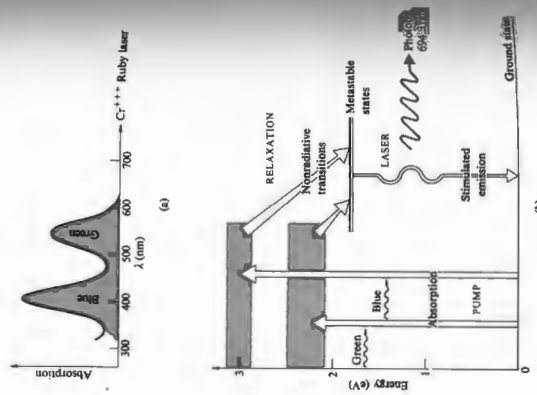 Absorption
Blue
Green
300
400
500
600
700
λ (nm)
Cr+++ Ruby laser
(a)
Energy (eV)
3
2
1
0
RELAXATION
Nonradiative
transitions
Metastable
states
Green
Blue
Absorption
PUMP
LASER
Photon
Stimulated
emission
Ground state